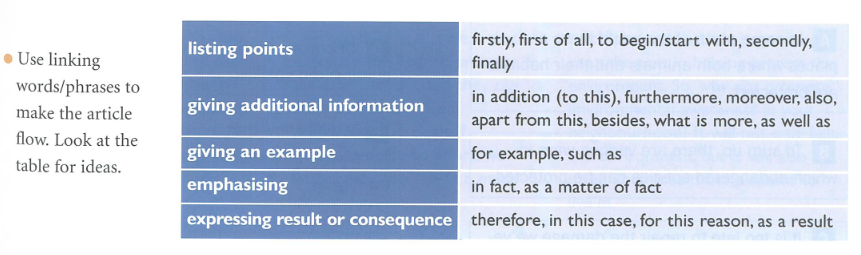 • Use linking
words/phrases to
make the article
flow. Look at the
table for ideas.
listing points
firstly, first of all, to begin/start with, secondly,
finally
giving additional information
in addition (to this), furthermore, moreover, also,
apart from this, besides, what is more, as well as
giving an example
for example, such as
emphasising
in fact, as a matter of fact
expressing result or consequence
therefore, in this case, for this reason, as a result